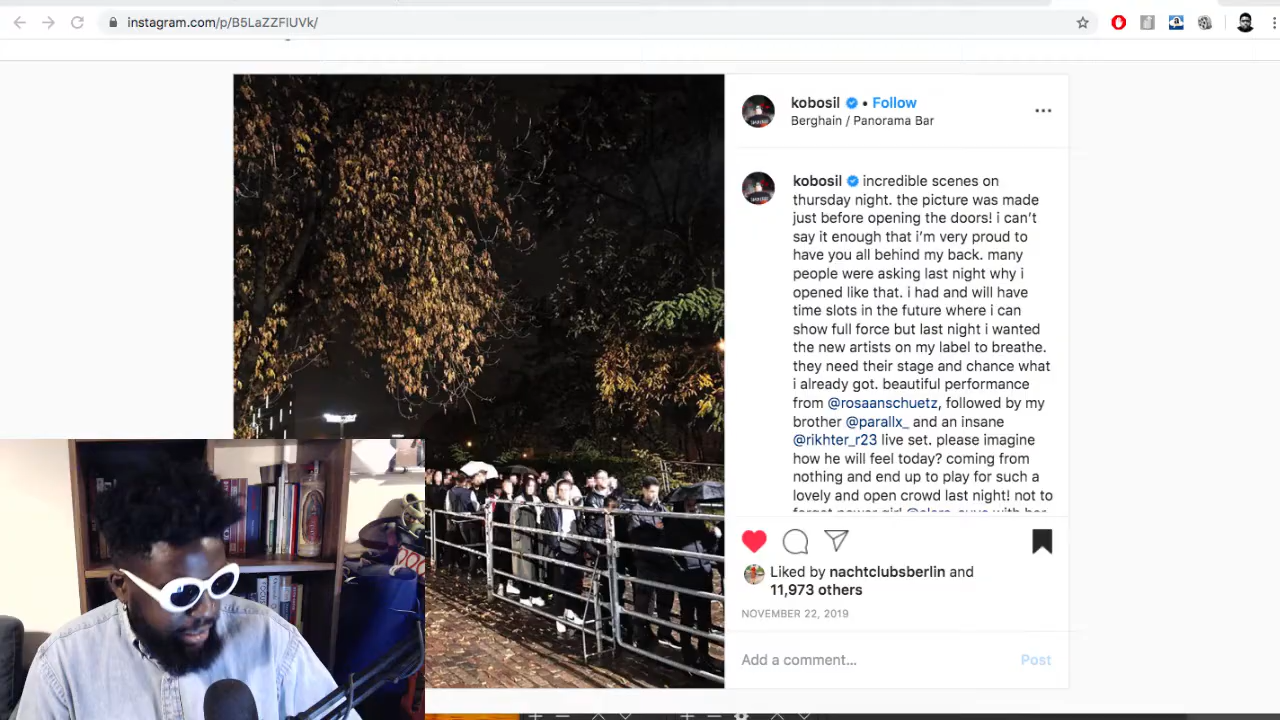 instagram.com/p/B5LaZZFIUVk/
kobosil • Follow
Berghain / Panorama Bar
kobosil incredible scenes on
thursday night. the picture was made
just before opening the doors! i can't
say it enough that i'm very proud to
have you all behind my back. many
people were asking last night why i
opened like that. i had and will have
time slots in the future where i can
show full force but last night i wanted
the new artists on my label to breathe.
they need their stage and chance what
i already got. beautiful performance
from @rosaanschuetz, followed by my
brother @parallx_ and an insane
@rikhter_r23 live set. please imagine
how he will feel today? coming from
nothing and end up to play for such a
lovely and open crowd last night! not to
Liked by nachtclubsberlin and
11,973 others
NOVEMBER 22, 2019
Add a comment... Post